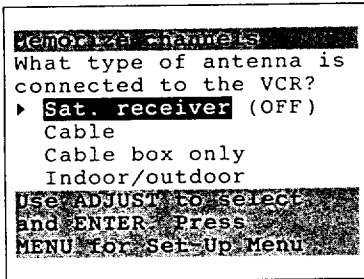 Memorize channels
What type of antenna is
connected to the VCR?
▸ Sat. receiver (OFF)
Cable
Cable box only
Indoor/outdoor
Use ADJUST to select
and ENTER. Press
MENU for Set-Up Menu